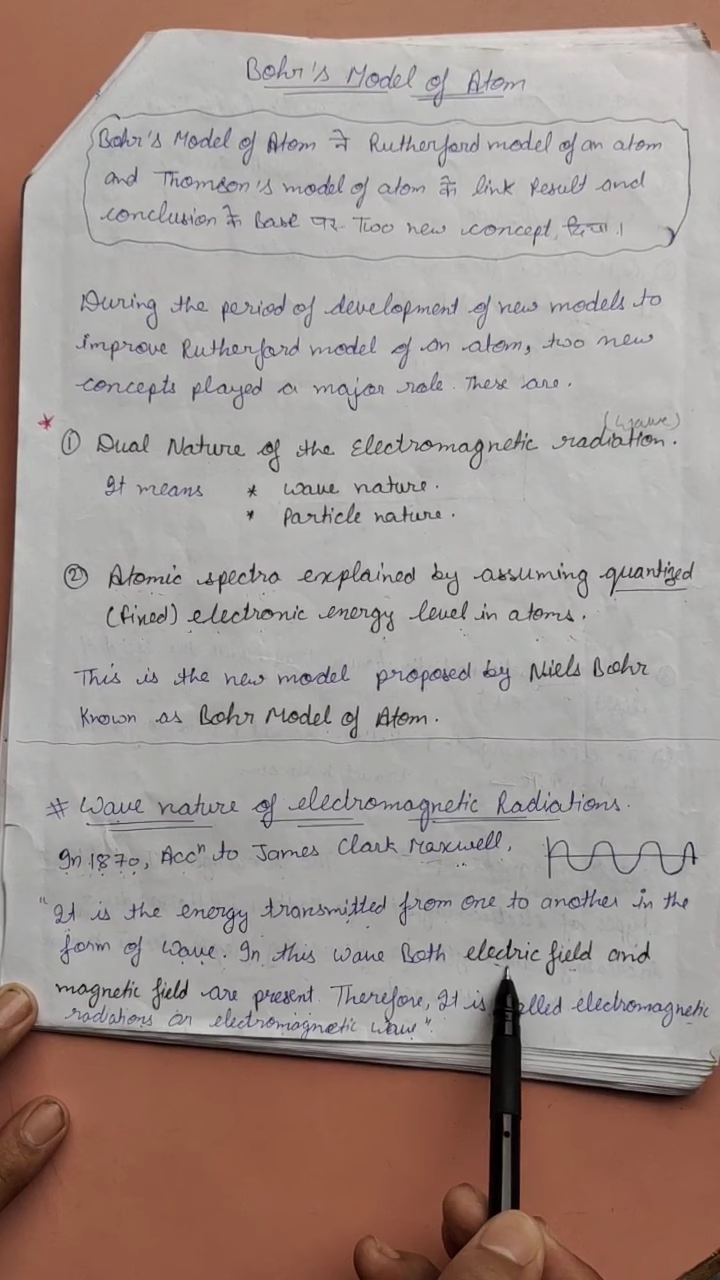 Bohr's Model of Atom
Bohr's Model of Atom ने Rutherford model of an atom
and Thomson's model of atom के link Result and
conclusion के Base पर Two new concept दिया।
During the period of development of new models to
improve Rutherford model of an atom, two new
concepts played a major role. These are.
(wave)
* ① Dual Nature of the Electromagnetic radiation.
It means * wave nature.
* Particle nature.
② Atomic spectra explained by assuming quantized
(fixed) electronic energy level in atoms.
This is the new model proposed by Niels Bohr
Known as Bohr Model of Atom.
# Wave nature of electromagnetic Radiations.
In 1870, Accⁿ to James Clark Maxwell,
"It is the energy transmitted from one to another in the
form of wave. In this wave Both electric field and
magnetic field are present. Therefore, It is electromagnetic
radiations or electromagnetic wave".